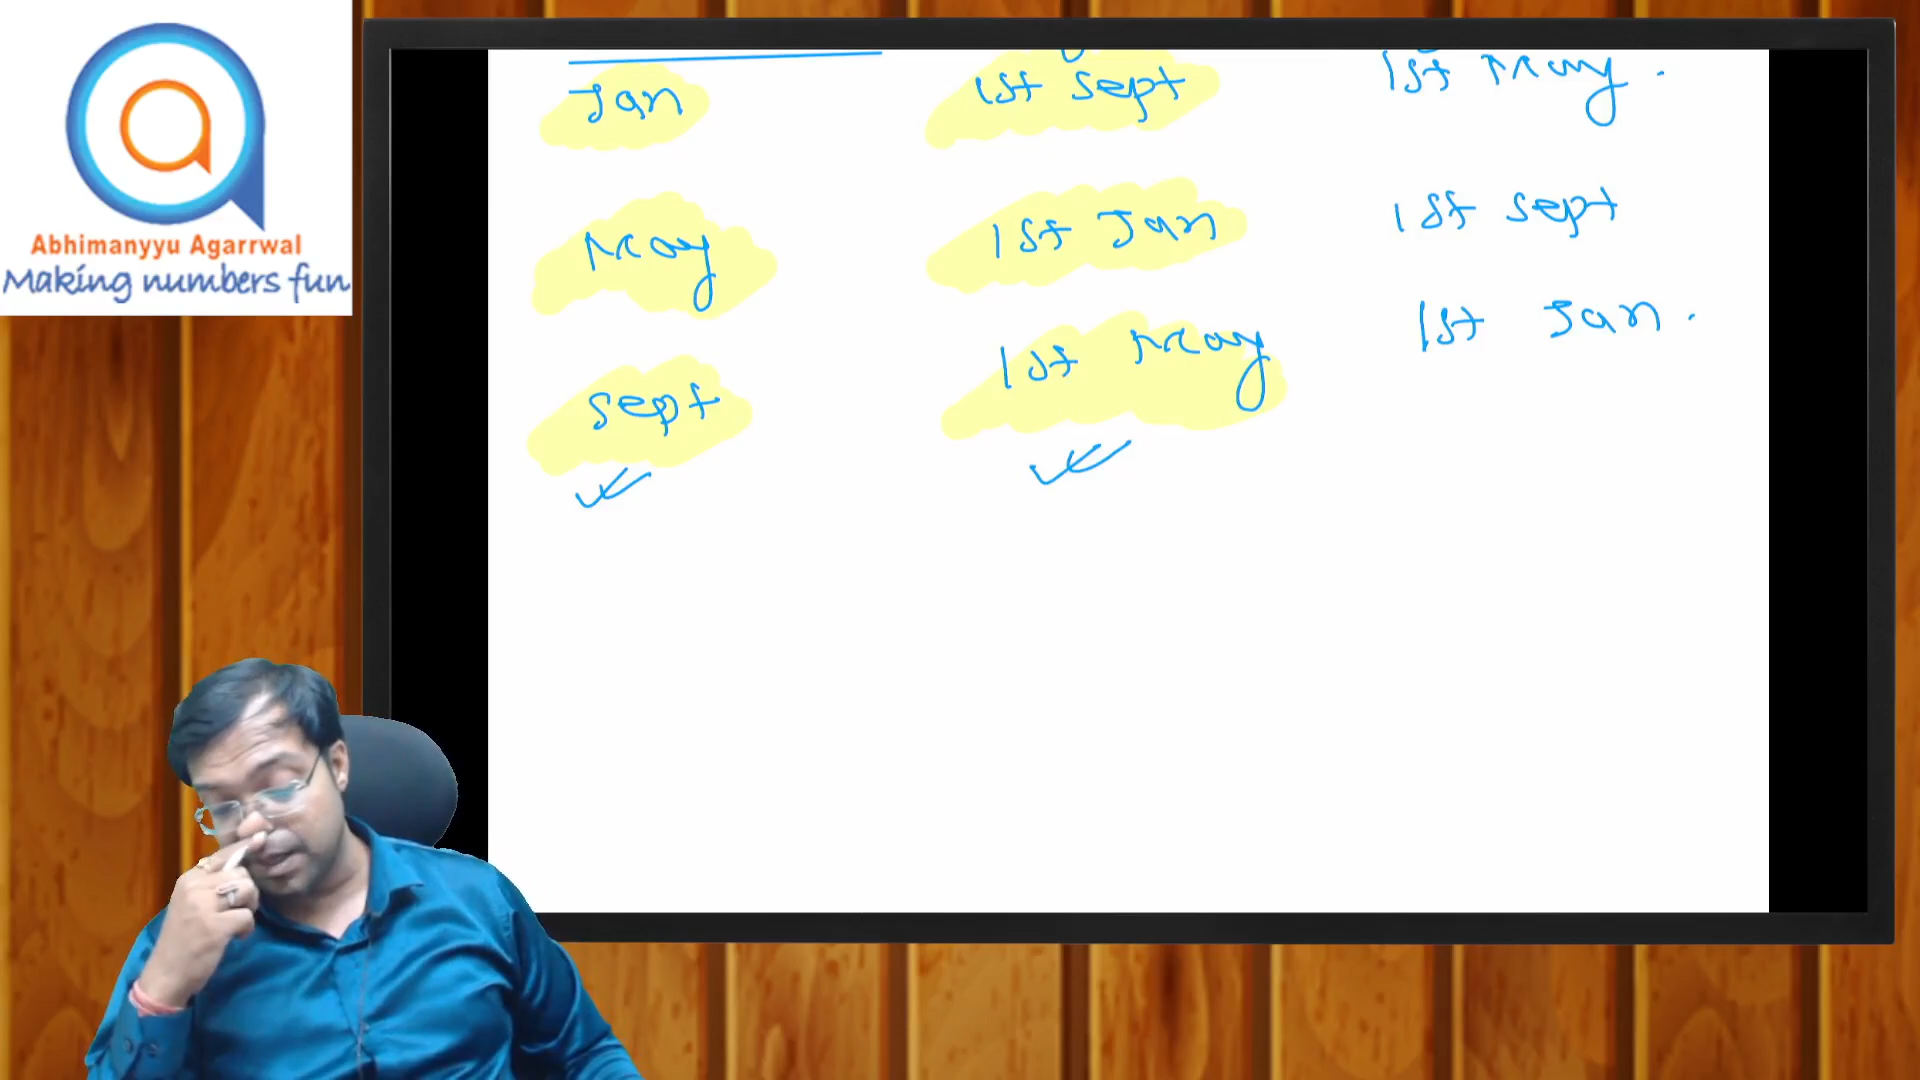 Abhimanyyu Agarrwal
Making numbers fun
Jan 1st Sept 1st May.
May 1st Jan 1st Sept
Sept 1st May 1st Jan.